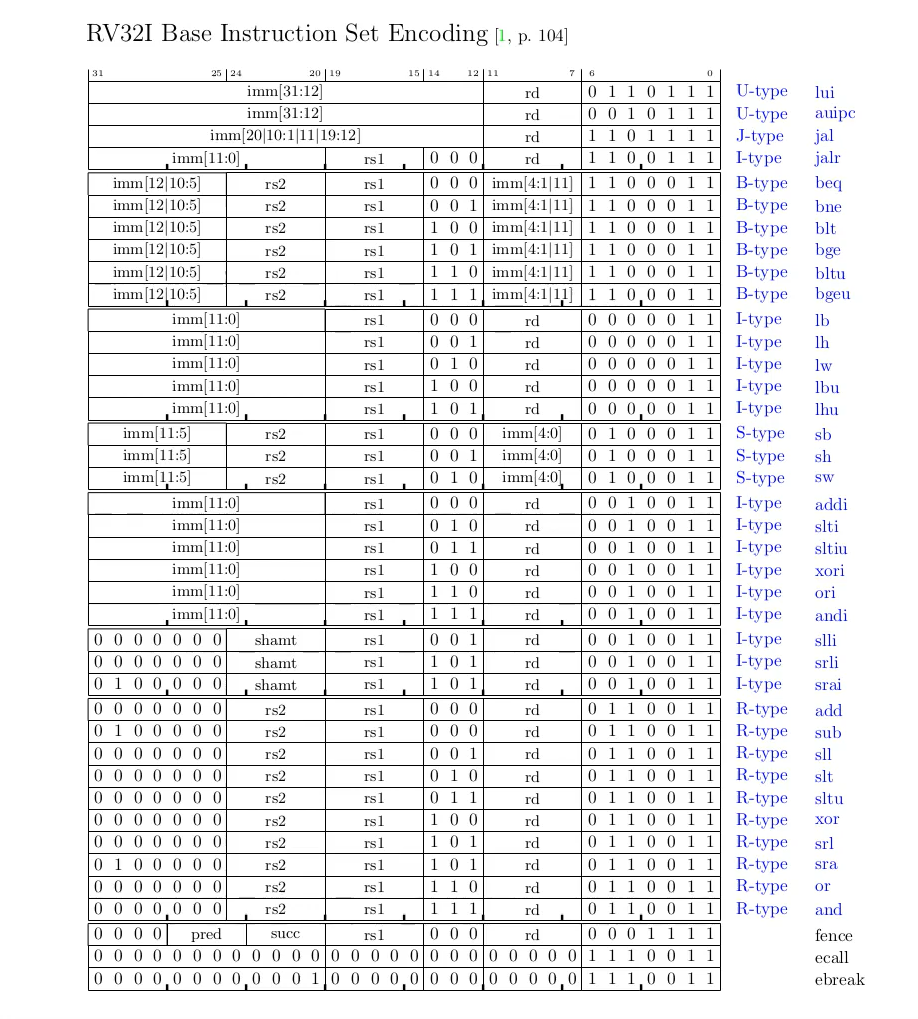 RV32I Base Instruction Set Encoding [1, p. 104]
31 25 24 20 19 15 14 12 11 7 6 0
imm[31:12] rd 0 1 1 0 1 1 1 U-type lui
imm[31:12] rd 0 0 1 0 1 1 1 U-type auipc
imm[20|10:1|11|19:12] rd 1 1 0 1 1 1 1 J-type jal
imm[11:0] rs1 0 0 0 rd 1 1 0 0 1 1 1 I-type jalr
imm[12|10:5] rs2 rs1 0 0 0 imm[4:1|11] 1 1 0 0 0 1 1 B-type beq
imm[12|10:5] rs2 rs1 0 0 1 imm[4:1|11] 1 1 0 0 0 1 1 B-type bne
imm[12|10:5] rs2 rs1 1 0 0 imm[4:1|11] 1 1 0 0 0 1 1 B-type blt
imm[12|10:5] rs2 rs1 1 0 1 imm[4:1|11] 1 1 0 0 0 1 1 B-type bge
imm[12|10:5] rs2 rs1 1 1 0 imm[4:1|11] 1 1 0 0 0 1 1 B-type bltu
imm[12|10:5] rs2 rs1 1 1 1 imm[4:1|11] 1 1 0 0 0 1 1 B-type bgeu
imm[11:0] rs1 0 0 0 rd 0 0 0 0 0 1 1 I-type lb
imm[11:0] rs1 0 0 1 rd 0 0 0 0 0 1 1 I-type lh
imm[11:0] rs1 0 1 0 rd 0 0 0 0 0 1 1 I-type lw
imm[11:0] rs1 1 0 0 rd 0 0 0 0 0 1 1 I-type lbu
imm[11:0] rs1 1 0 1 rd 0 0 0 0 0 1 1 I-type lhu
imm[11:5] rs2 rs1 0 0 0 imm[4:0] 0 1 0 0 0 1 1 S-type sb
imm[11:5] rs2 rs1 0 0 1 imm[4:0] 0 1 0 0 0 1 1 S-type sh
imm[11:5] rs2 rs1 0 1 0 imm[4:0] 0 1 0 0 0 1 1 S-type sw
imm[11:0] rs1 0 0 0 rd 0 0 1 0 0 1 1 I-type addi
imm[11:0] rs1 0 1 0 rd 0 0 1 0 0 1 1 I-type slti
imm[11:0] rs1 0 1 1 rd 0 0 1 0 0 1 1 I-type sltiu
imm[11:0] rs1 1 0 0 rd 0 0 1 0 0 1 1 I-type xori
imm[11:0] rs1 1 1 0 rd 0 0 1 0 0 1 1 I-type ori
imm[11:0] rs1 1 1 1 rd 0 0 1 0 0 1 1 I-type andi
0 0 0 0 0 0 0 shamt rs1 0 0 1 rd 0 0 1 0 0 1 1 I-type slli
0 0 0 0 0 0 0 shamt rs1 1 0 1 rd 0 0 1 0 0 1 1 I-type srli
0 1 0 0 0 0 0 shamt rs1 1 0 1 rd 0 0 1 0 0 1 1 I-type srai
0 0 0 0 0 0 0 rs2 rs1 0 0 0 rd 0 1 1 0 0 1 1 R-type add
0 1 0 0 0 0 0 rs2 rs1 0 0 0 rd 0 1 1 0 0 1 1 R-type sub
0 0 0 0 0 0 0 rs2 rs1 0 0 1 rd 0 1 1 0 0 1 1 R-type sll
0 0 0 0 0 0 0 rs2 rs1 0 1 0 rd 0 1 1 0 0 1 1 R-type slt
0 0 0 0 0 0 0 rs2 rs1 0 1 1 rd 0 1 1 0 0 1 1 R-type sltu
0 0 0 0 0 0 0 rs2 rs1 1 0 0 rd 0 1 1 0 0 1 1 R-type xor
0 0 0 0 0 0 0 rs2 rs1 1 0 1 rd 0 1 1 0 0 1 1 R-type srl
0 1 0 0 0 0 0 rs2 rs1 1 0 1 rd 0 1 1 0 0 1 1 R-type sra
0 0 0 0 0 0 0 rs2 rs1 1 1 0 rd 0 1 1 0 0 1 1 R-type or
0 0 0 0 0 0 0 rs2 rs1 1 1 1 rd 0 1 1 0 0 1 1 R-type and
0 0 0 0 pred succ rs1 0 0 0 rd 0 0 0 1 1 1 1 fence
0 0 0 0 0 0 0 0 0 0 0 0 0 0 0 0 0 0 0 0 0 0 0 0 0 1 1 1 0 0 1 1 ecall
0 0 0 0 0 0 0 0 0 0 0 1 0 0 0 0 0 0 0 0 0 0 0 0 0 1 1 1 0 0 1 1 ebreak